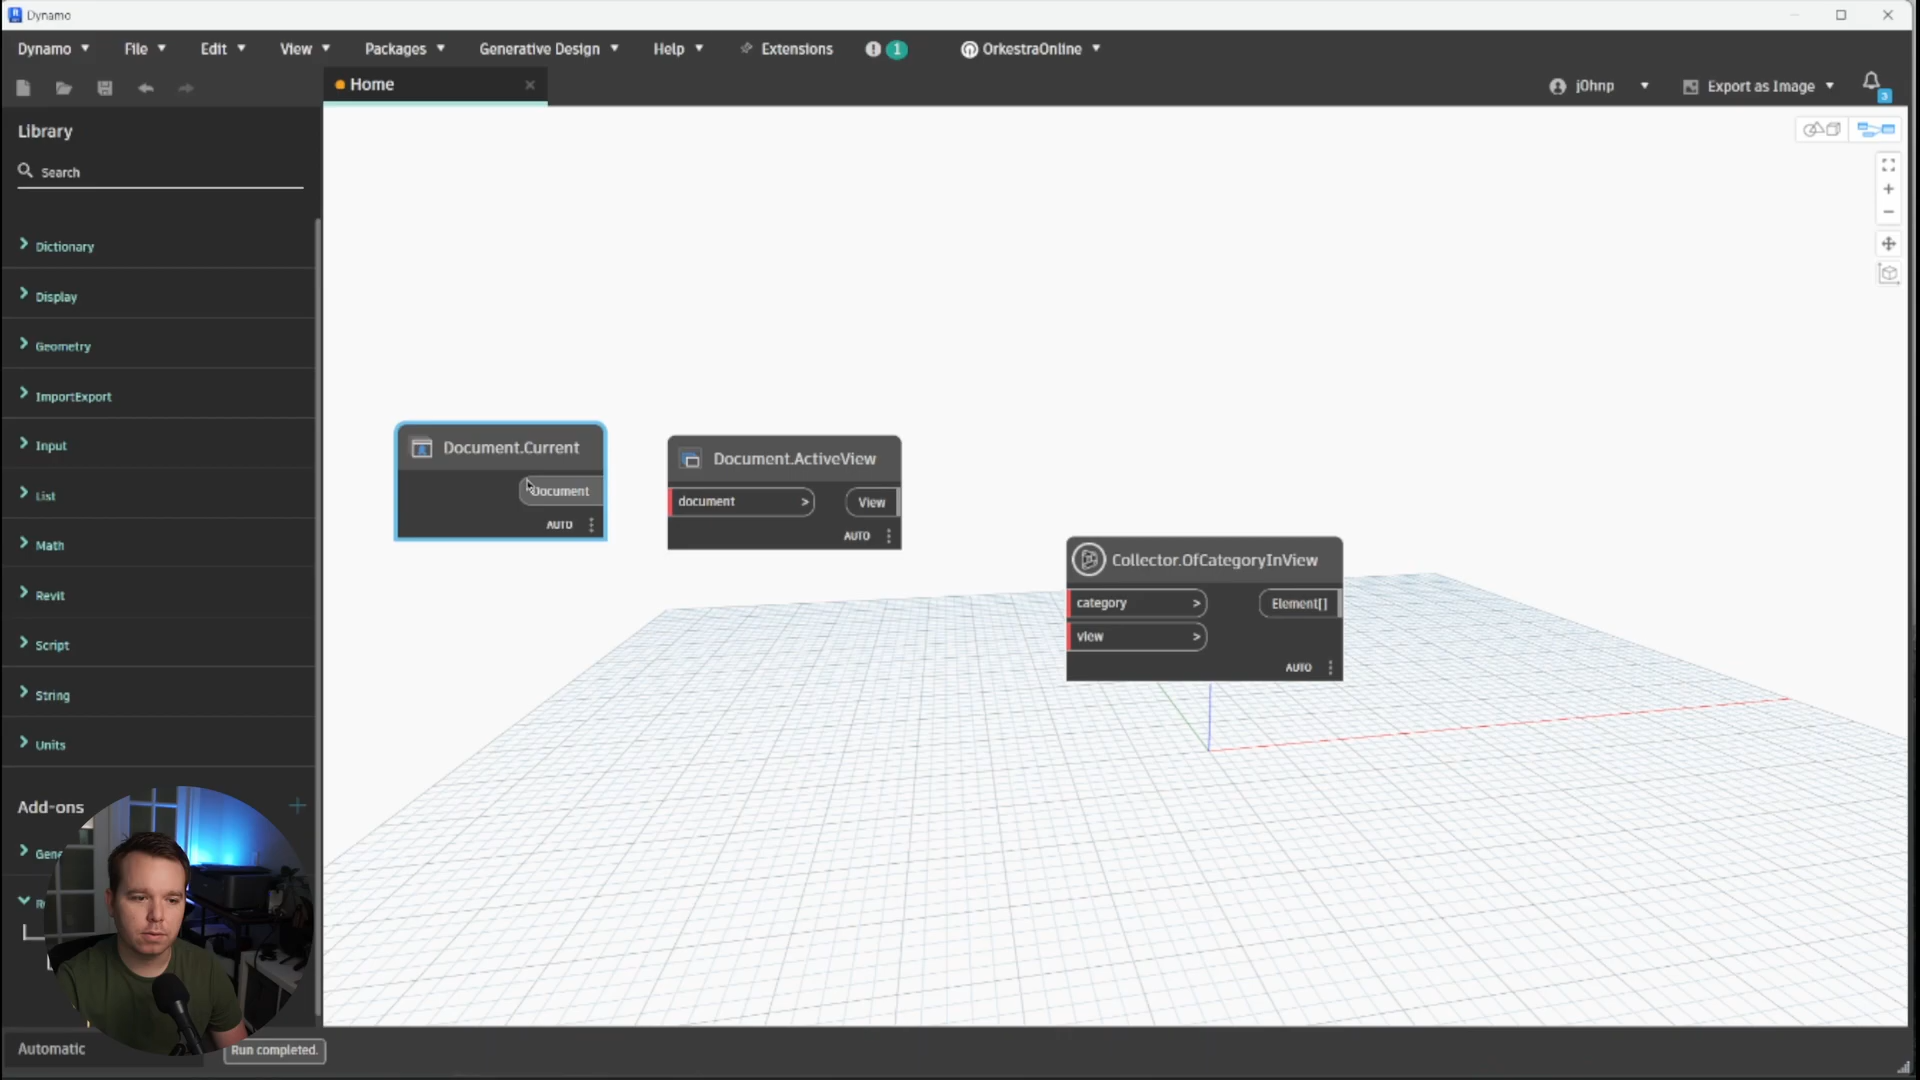 Dynamo
Dynamo File Edit View Packages Generative Design Help Extensions 1 OrkestraOnline
Home
j0hnp Export as Image 3
Library
Search
Dictionary
Display
Geometry
ImportExport
Input
List
Math
Revit
Script
String
Units
Add-ons
Document.Current
Document
AUTO
Document.ActiveView
document > View
AUTO
Collector.OfCategoryInView
category > Element[]
view >
AUTO
Automatic Run completed.